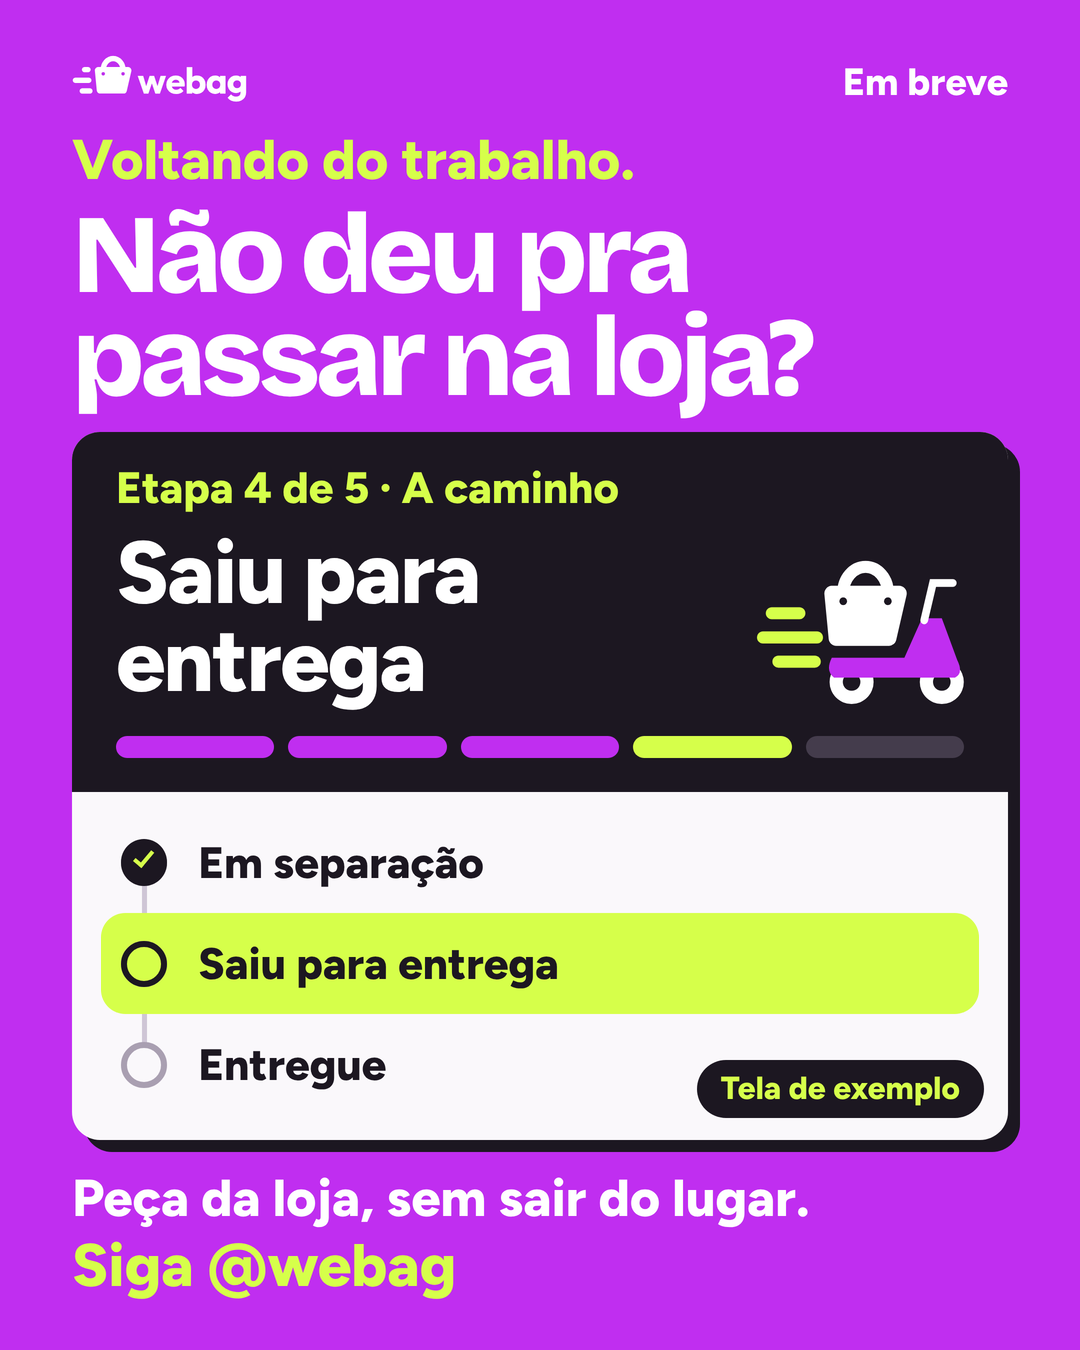 webag
Em breve
Voltando do trabalho.
Não deu pra
passar na loja?
Etapa 4 de 5 · A caminho
Saiu para
entrega
Em separação
Saiu para entrega
Entregue
Tela de exemplo
Peça da loja, sem sair do lugar.
Siga @webag